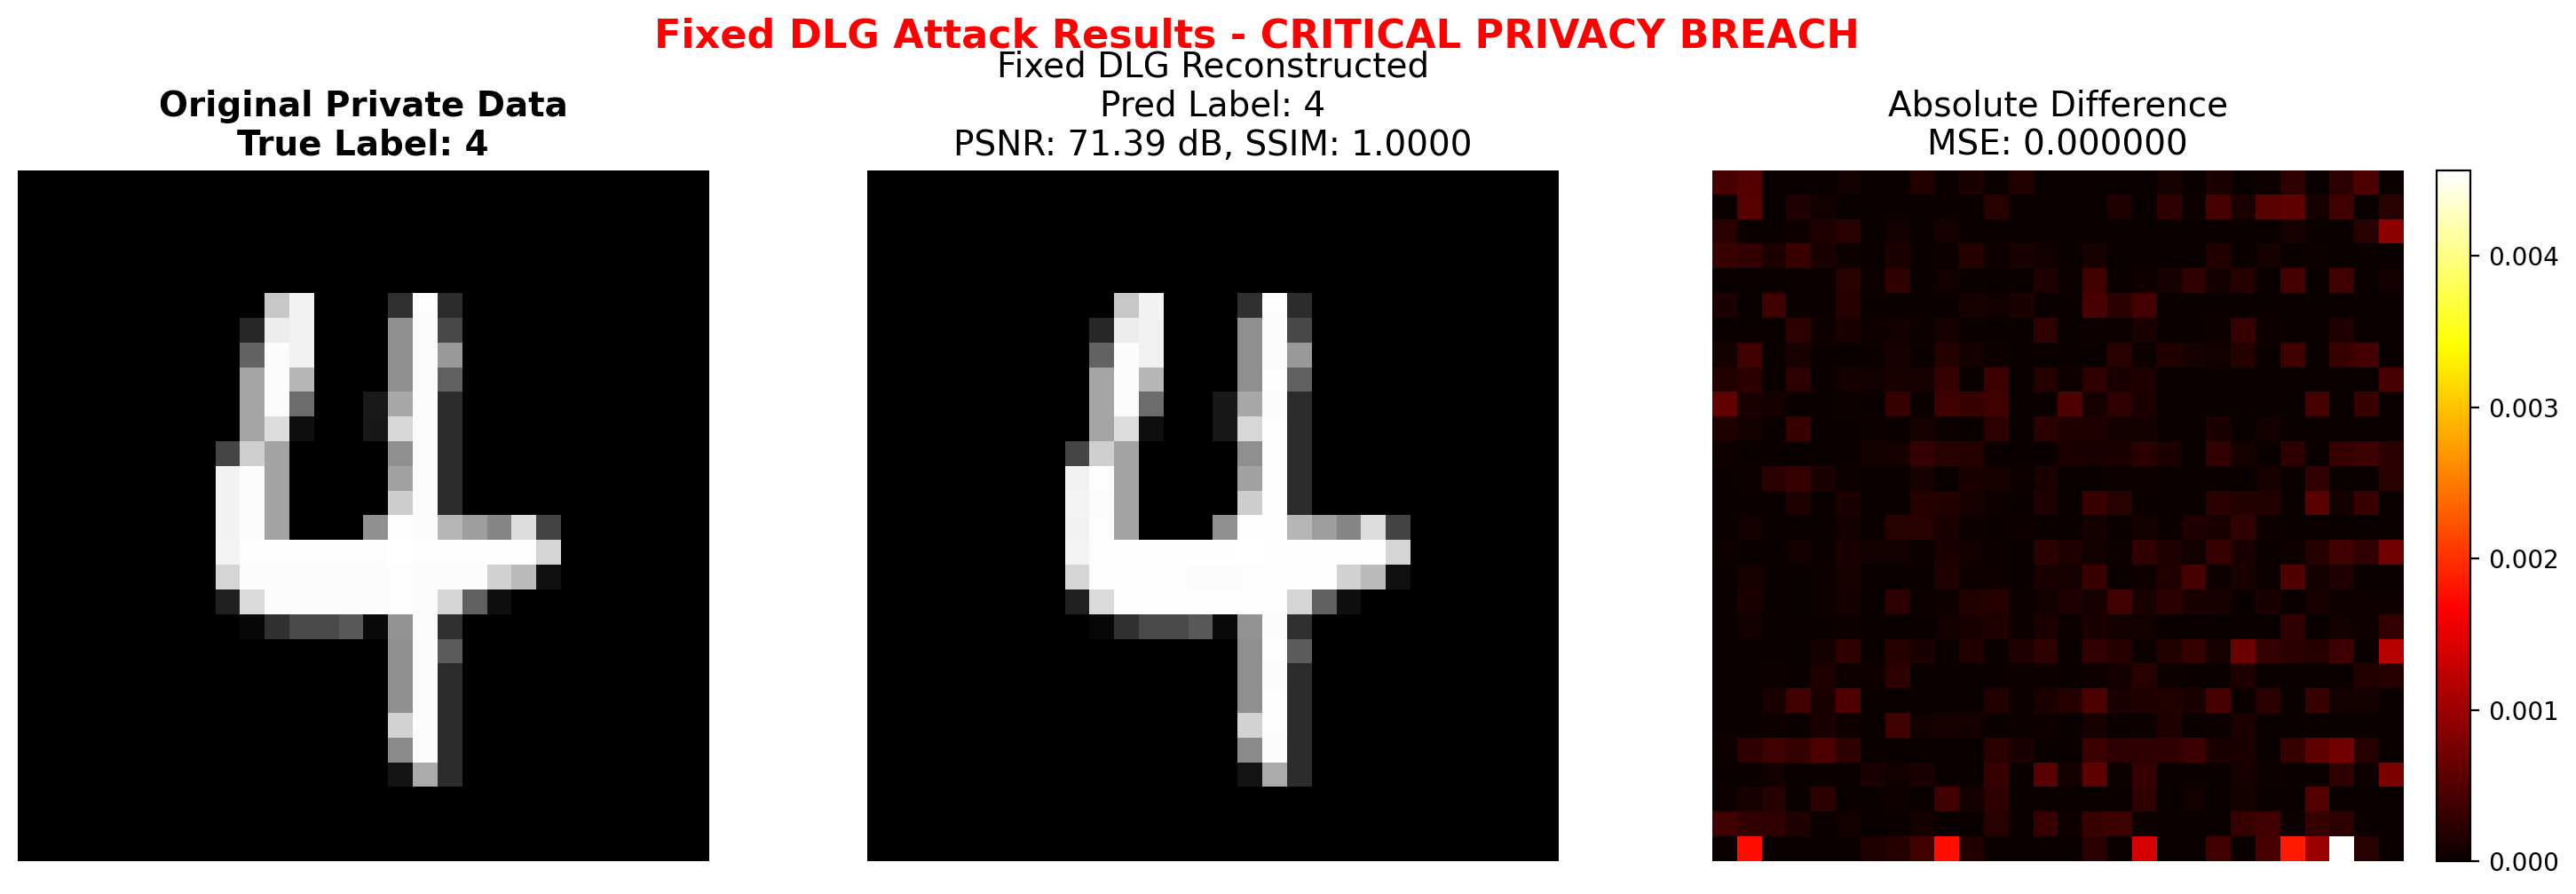 Fixed DLG Attack Results - CRITICAL PRIVACY BREACH
Original Private Data
True Label: 4
Fixed DLG Reconstructed
Pred Label: 4
PSNR: 71.39 dB, SSIM: 1.0000
Absolute Difference
MSE: 0.000000
4
4
0.004
0.003
0.002
0.001
0.000